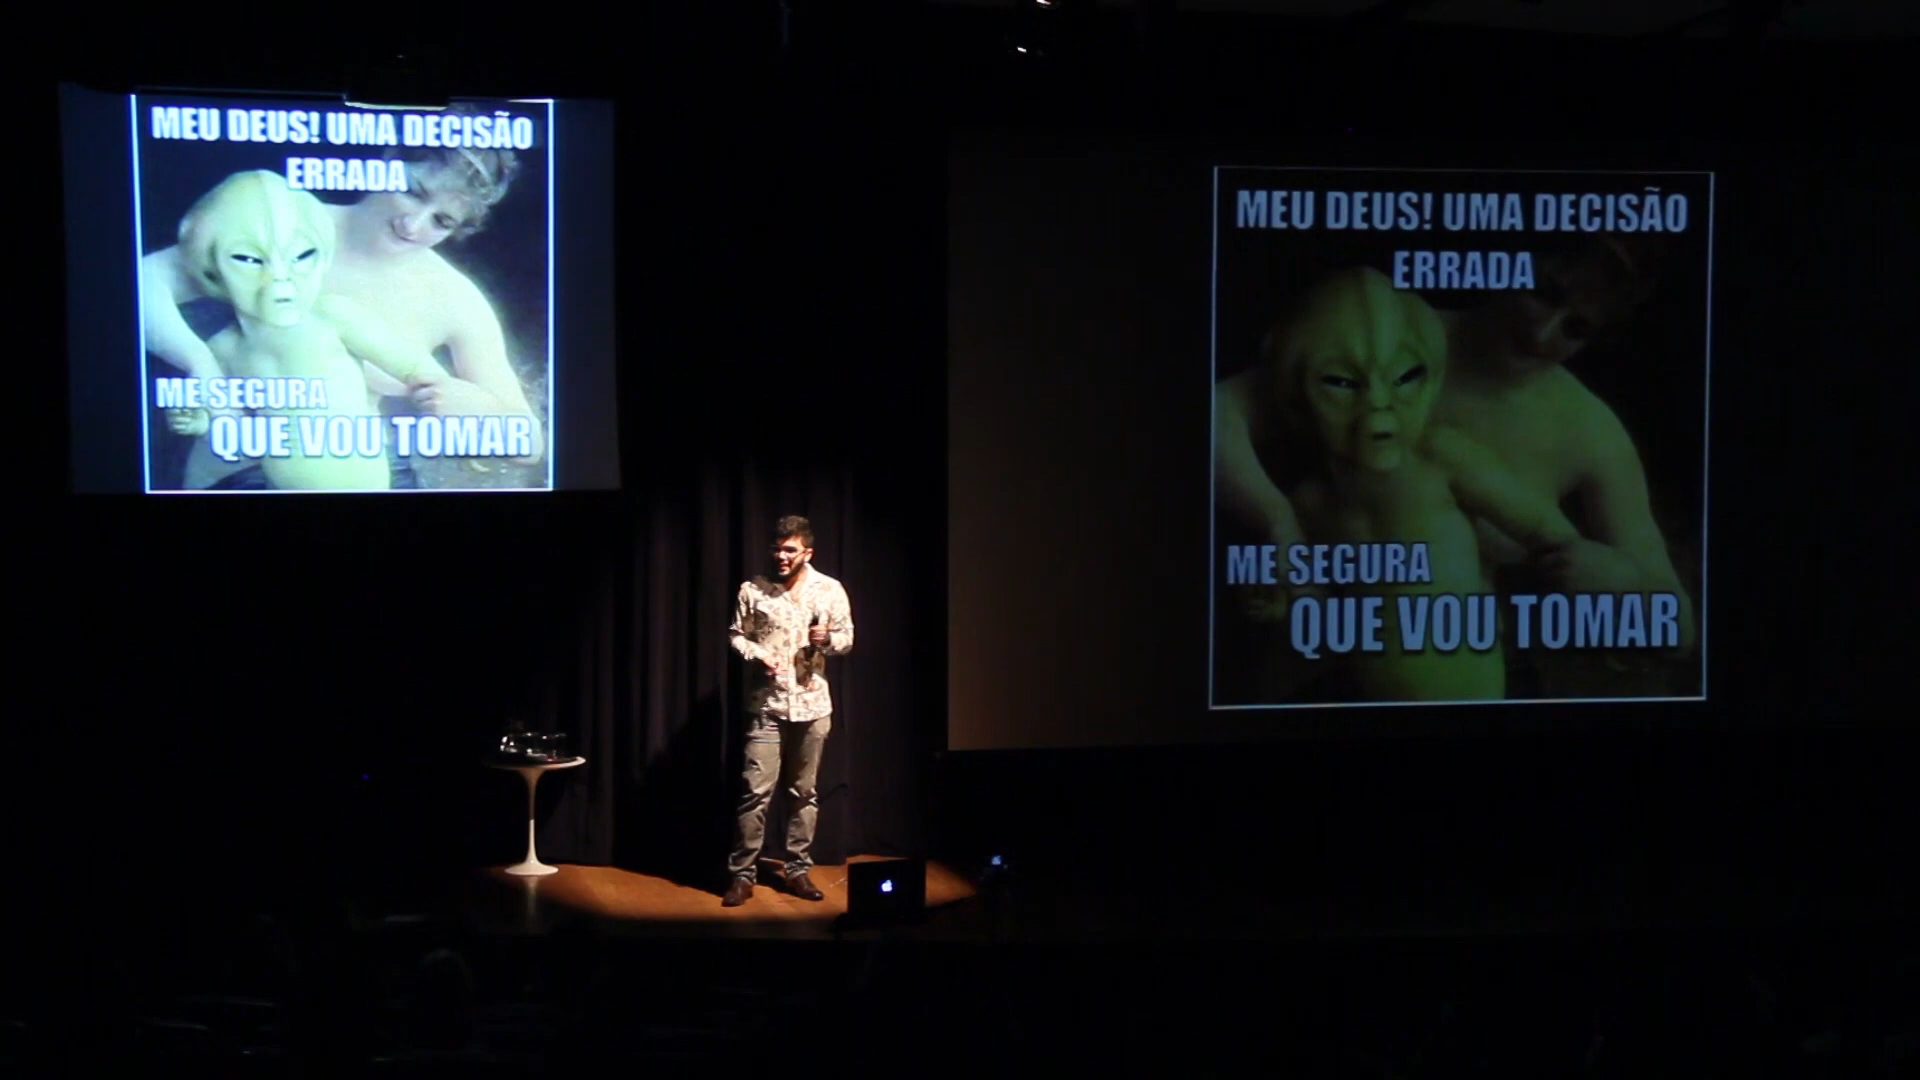 MEU DEUS! UMA DECISÃO
ERRADA
ME SEGURA
QUE VOU TOMAR
MEU DEUS! UMA DECISÃO
ERRADA
ME SEGURA
QUE VOU TOMAR